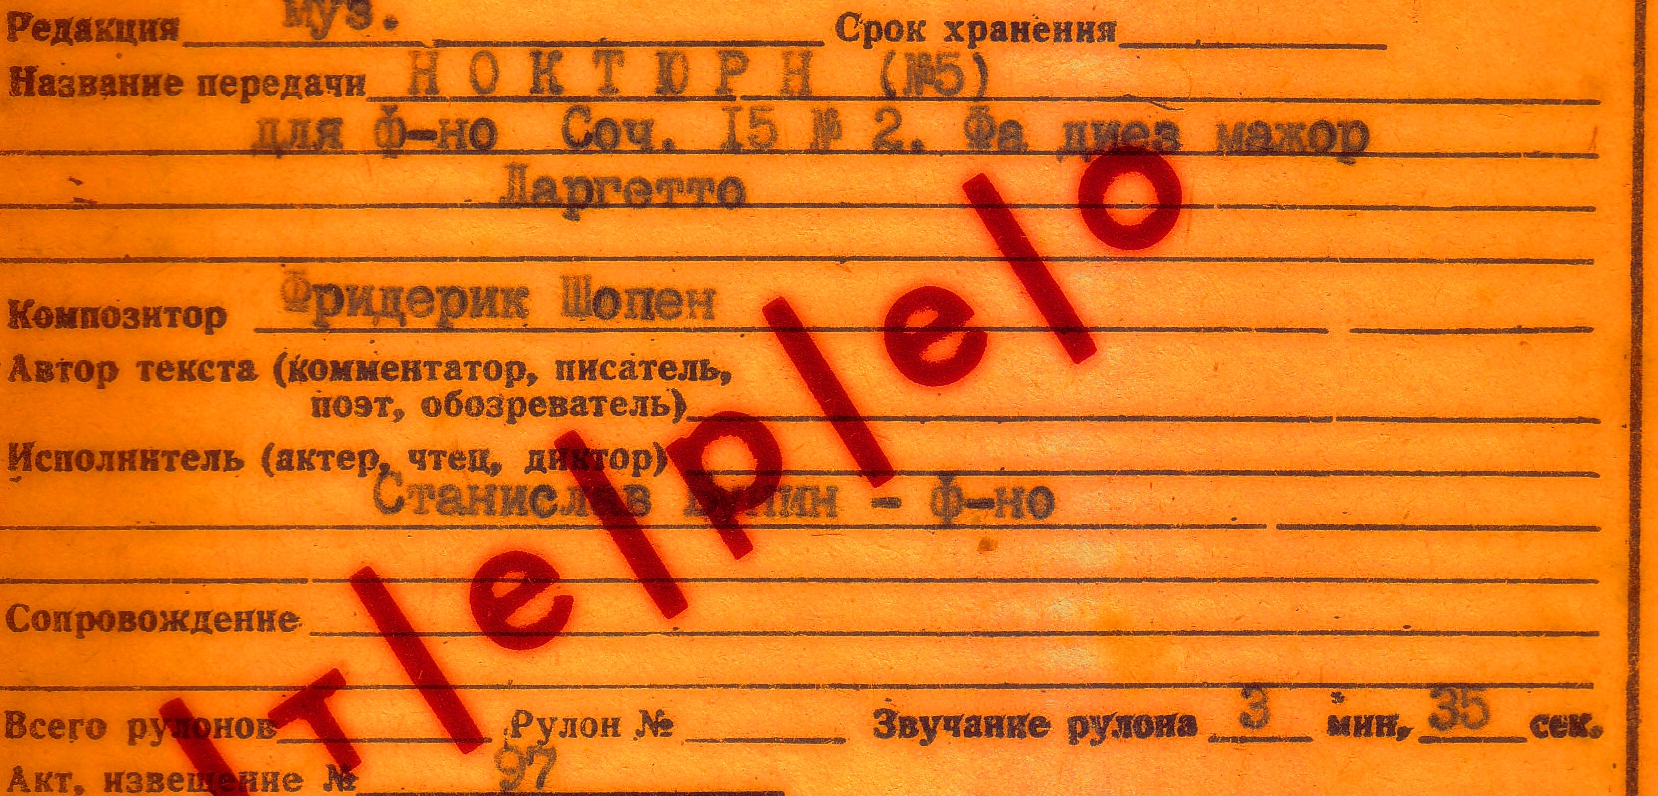 Редакция муз. Срок хранения
Название передачи НОКТЮРН (№5)
для ф-но Соч. I5 № 2. Фа диез мажор
Ларгетто
Композитор Фридерик Шопен
Автор текста (комментатор, писатель,
поэт, обозреватель)
Исполнитель (актер, чтец, диктор)
Станислав - ф-но
Сопровождение
Всего рулонов Рулон № Звучание рулона 3 мин, 35 сек.
Акт, извещение № 97
/т/е/р/е/о